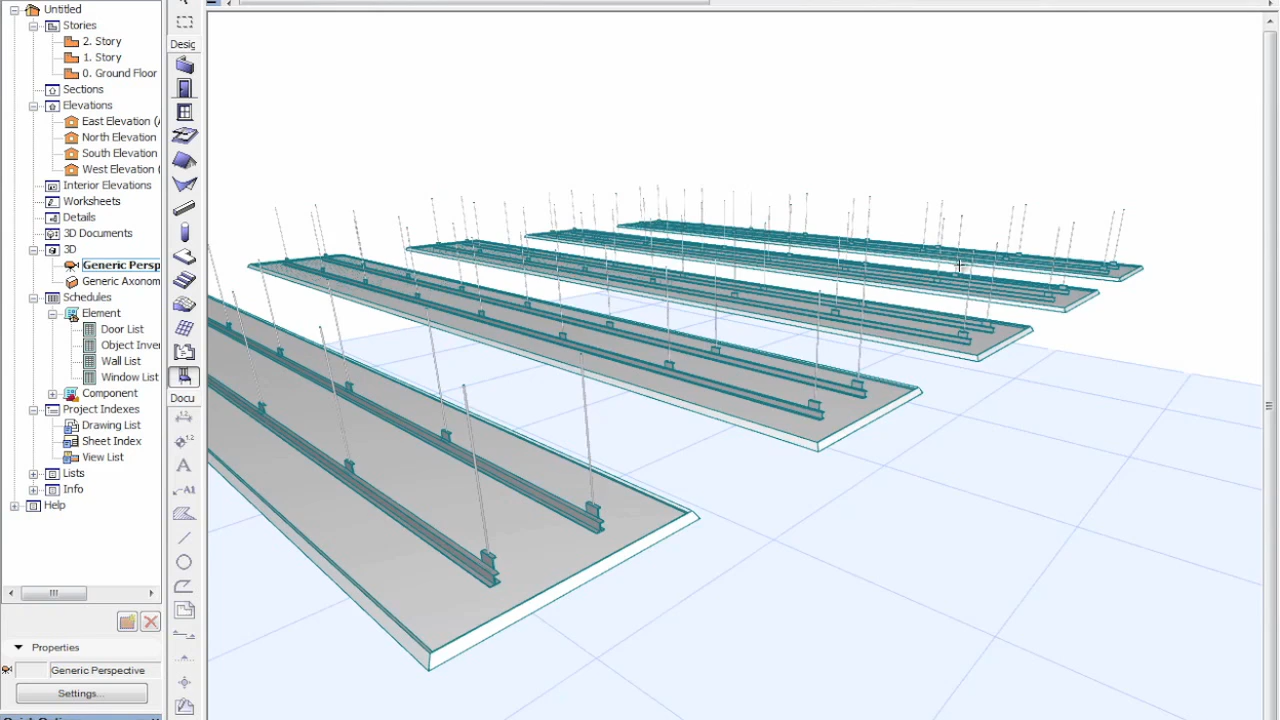 Untitled
Stories
2. Story
1. Story
0. Ground Floor
Sections
Elevations
East Elevation (A
North Elevation
South Elevation
West Elevation (
Interior Elevations
Worksheets
Details
3D Documents
3D
Generic Persp
Generic Axonom
Schedules
Element
Door List
Object Inve
Wall List
Window List
Component
Project Indexes
Drawing List
Sheet Index
View List
Lists
Info
Help
Properties
Generic Perspective
Settings...
Desig
Docu
A
A1